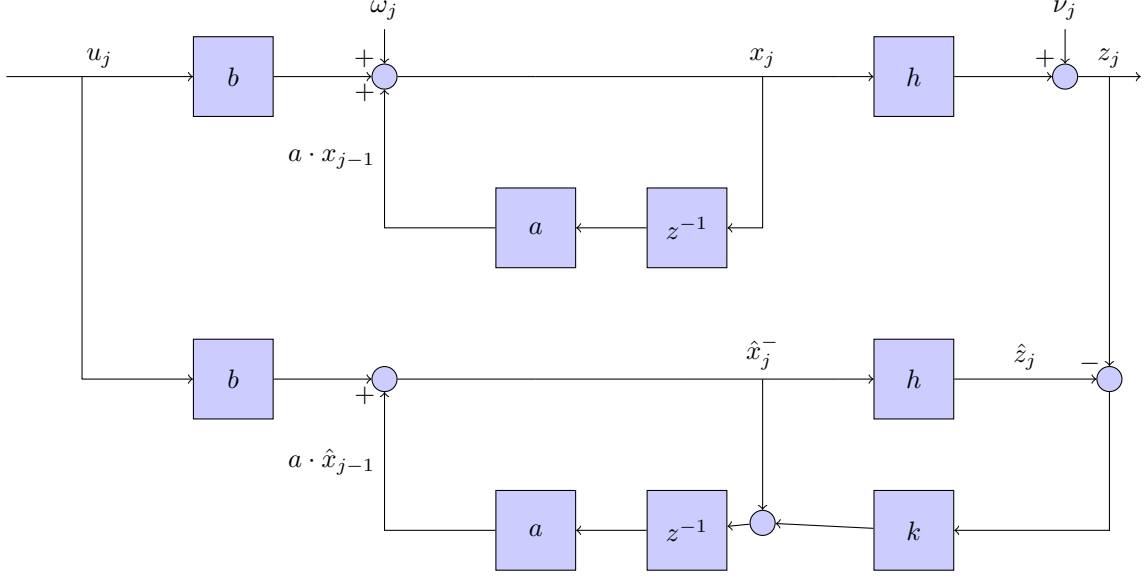 ω_j
ν_j
u_j
b
+
+
x_j
h
+
z_j
a · x_{j−1}
a
z^{−1}
b
+
x̂_j^−
h
ẑ_j
−
a · x̂_{j−1}
a
z^{−1}
k